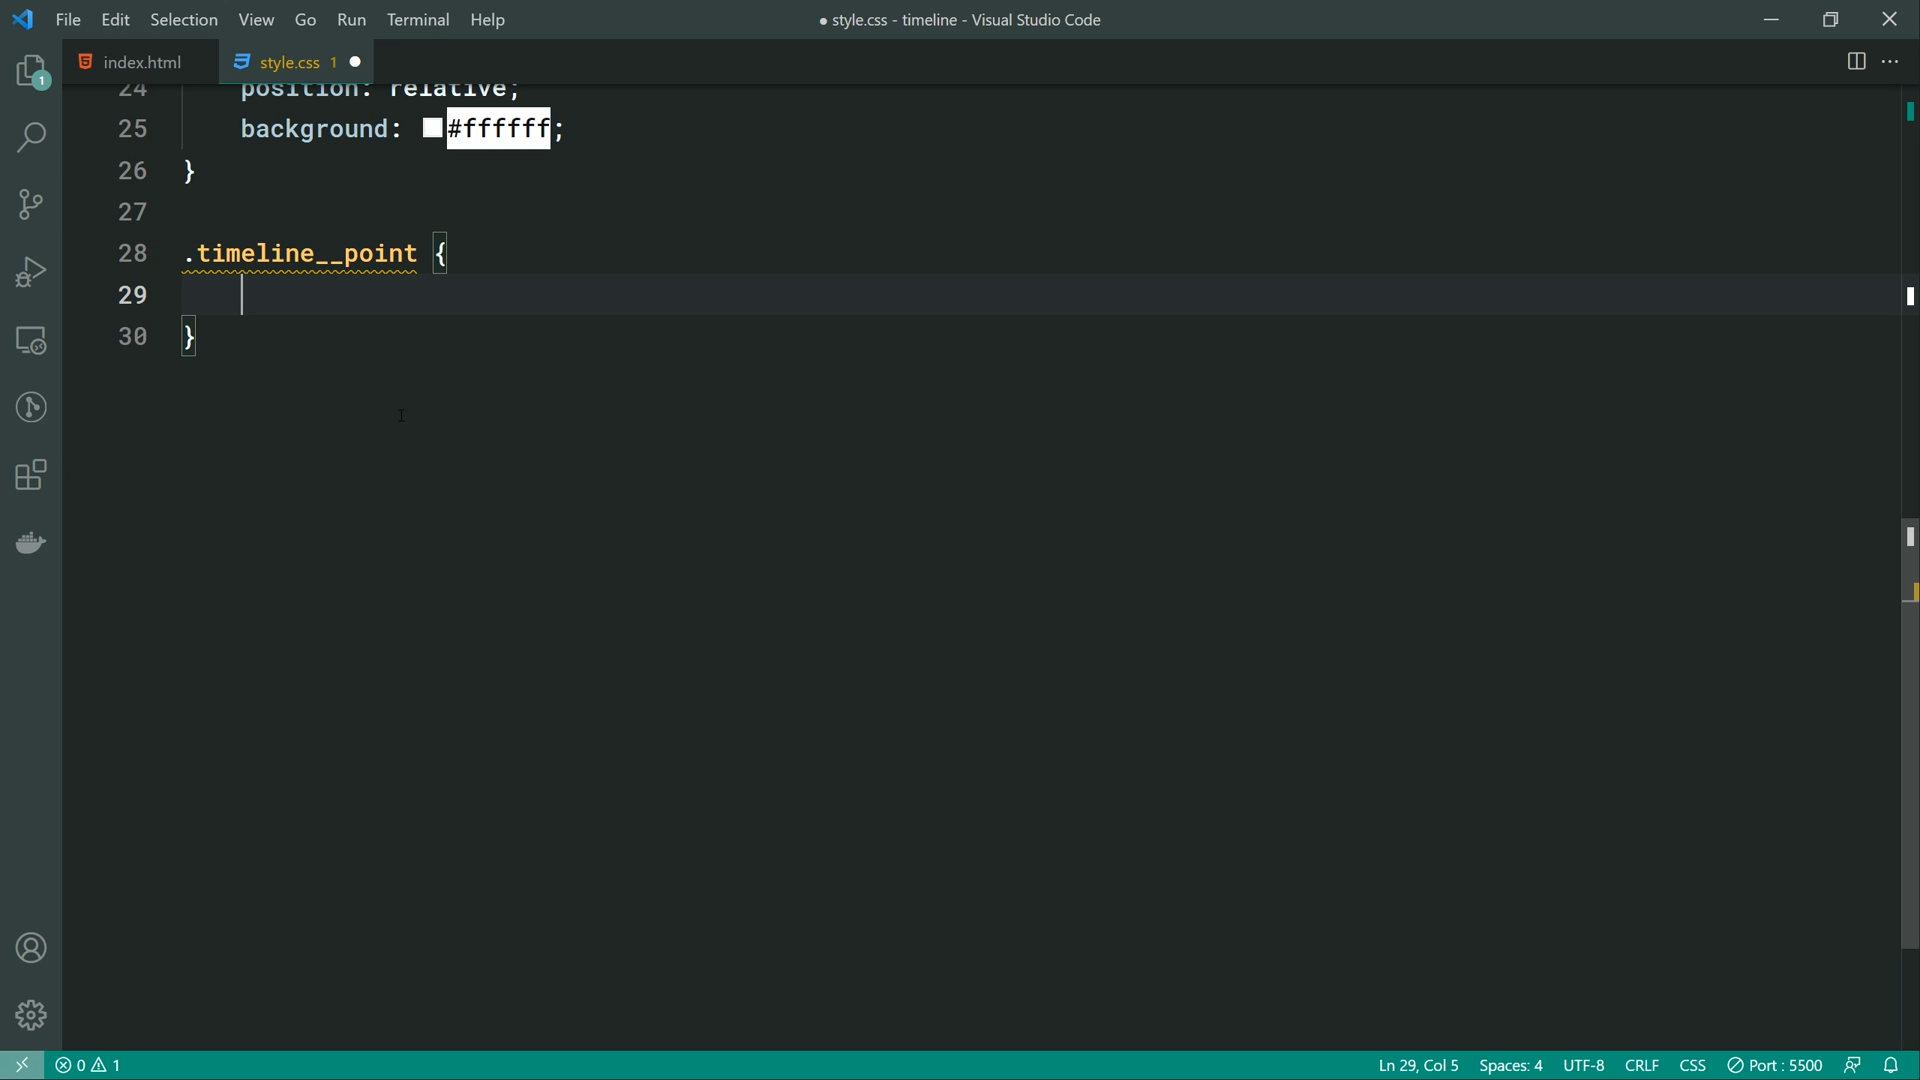 File Edit Selection View Go Run Terminal Help
● style.css - timeline - Visual Studio Code
1
index.html
style.css 1
24 position: relative;
25 background: #ffffff;
26 }
27
28 .timeline__point {
29
30 }
0 1
Ln 29, Col 5 Spaces: 4 UTF-8 CRLF CSS Port : 5500